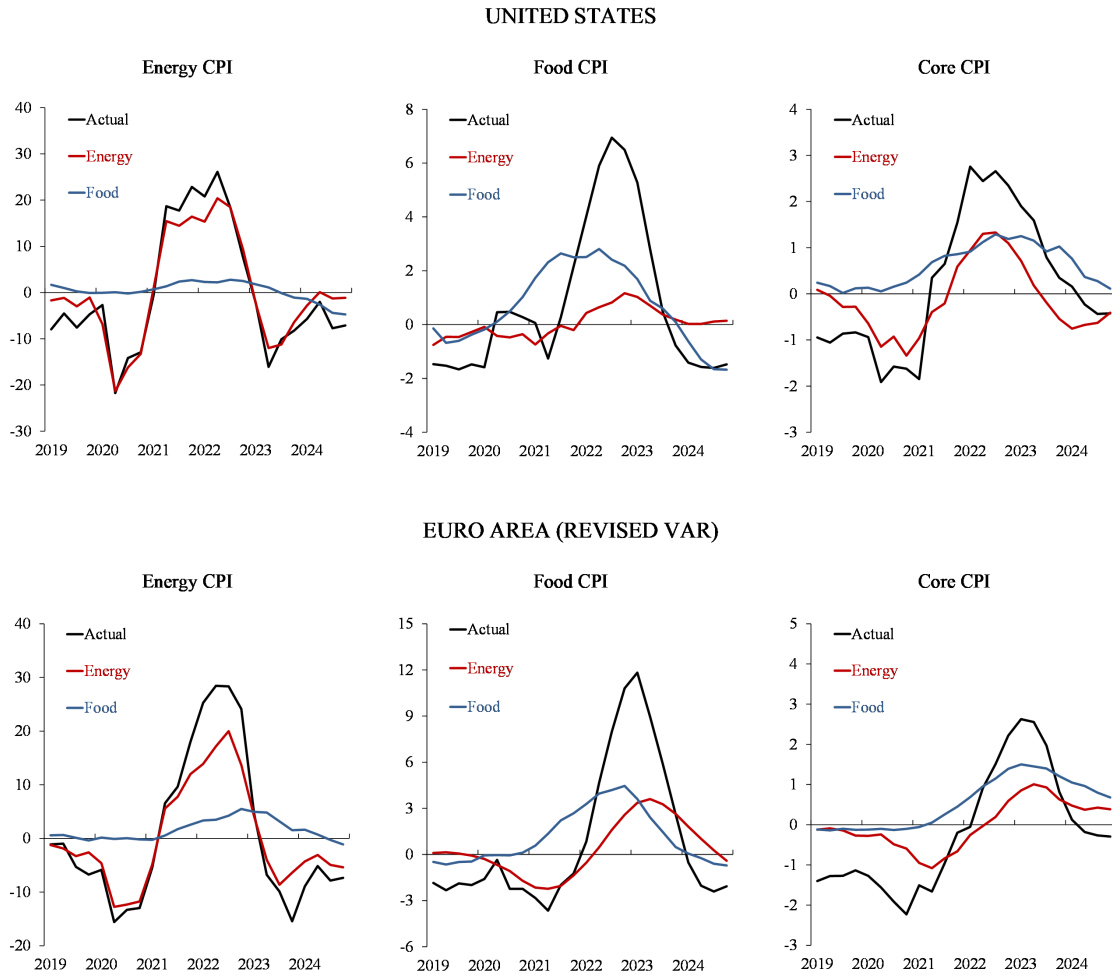 UNITED STATES
Energy CPI
40
30
20
10
0
-10
-20
-30
2019 2020 2021 2022 2023 2024
Actual
Energy
Food
Food CPI
8
6
4
2
0
-2
-4
2019 2020 2021 2022 2023 2024
Actual
Energy
Food
Core CPI
4
3
2
1
0
-1
-2
-3
2019 2020 2021 2022 2023 2024
Actual
Energy
Food
EURO AREA (REVISED VAR)
Energy CPI
40
30
20
10
0
-10
-20
2019 2020 2021 2022 2023 2024
Actual
Energy
Food
Food CPI
15
12
9
6
3
0
-3
-6
2019 2020 2021 2022 2023 2024
Actual
Energy
Food
Core CPI
5
4
3
2
1
0
-1
-2
-3
2019 2020 2021 2022 2023 2024
Actual
Energy
Food